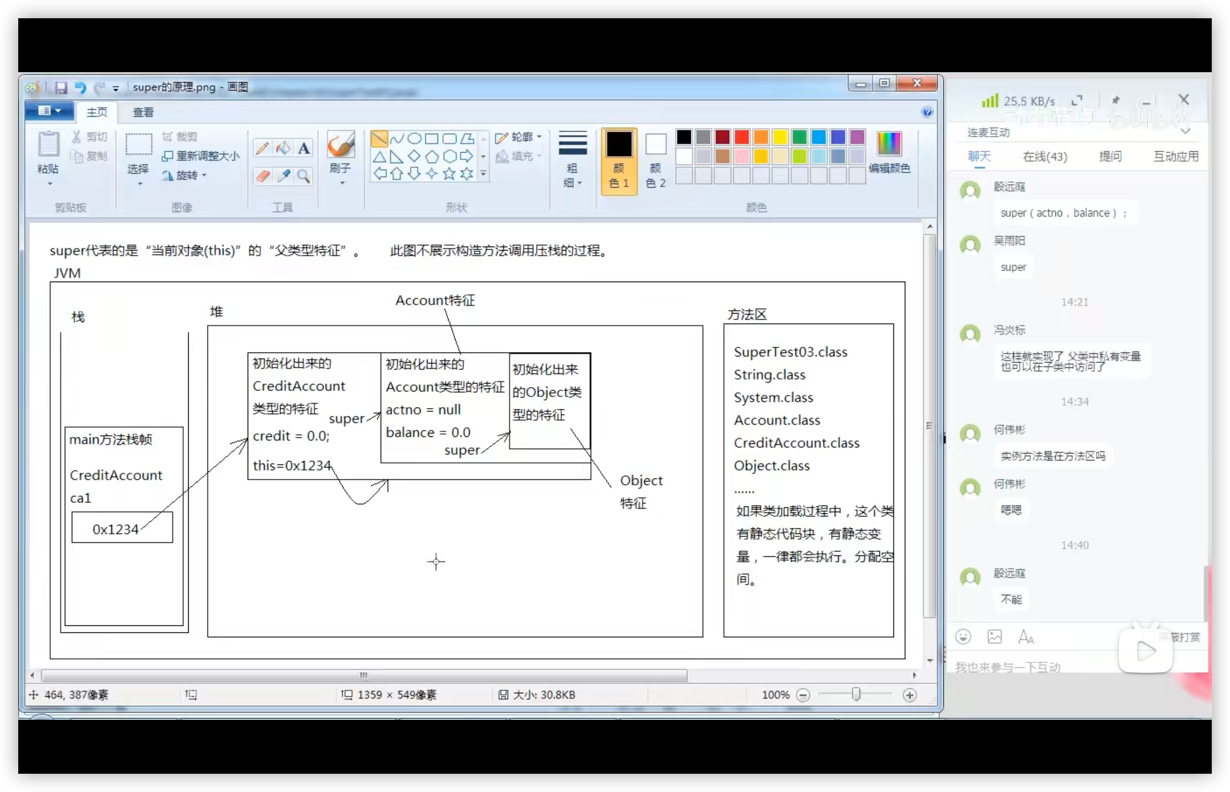 super的原理.png - 画图
主页
查看
剪切
复制
粘贴
剪贴板
裁剪
重新调整大小
旋转
选择
图像
A
工具
刷子
轮廓
填充
形状
粗
细
颜
色 1
颜
色 2
编辑颜色
颜色
super代表的是“当前对象(this)”的“父类型特征”。
此图不展示构造方法调用压栈的过程。
JVM
栈
main方法栈帧
CreditAccount
ca1
0x1234
堆
Account特征
初始化出来的
CreditAccount
类型的特征
super
credit = 0.0;
this=0x1234
初始化出来的
Account类型的特征
actno = null
balance = 0.0
super
初始化出来
的Object类
型的特征
Object
特征
方法区
SuperTest03.class
String.class
System.class
Account.class
CreditAccount.class
Object.class
......
如果类加载过程中，这个类
有静态代码块，有静态变
量，一律都会执行。分配空
间。
464, 387像素
1359 × 549像素
大小: 30.8KB
100%
25,5 KB/s
连麦互动
聊天
在线(43)
提问
互动应用
殷远庭
super（actno，balance）；
吴雨阳
super
14:21
冯炎标
这样就实现了 父类中私有变量
也可以在子类中访问了
14:34
何伟彬
实例方法是在方法区吗
何伟彬
嗯嗯
14:40
殷远庭
不能
打赏
我也来参与一下互动